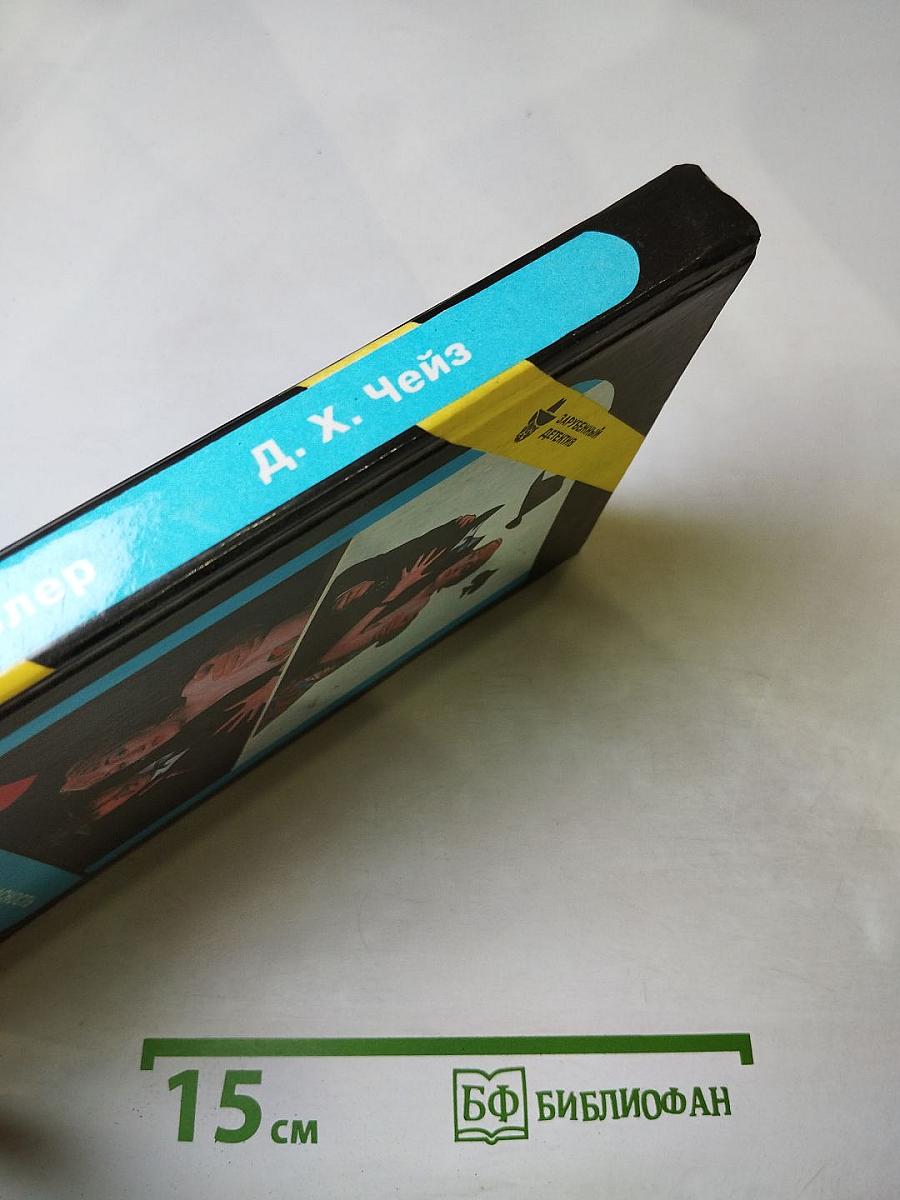 Д. Х. Чейз
лер
ЗАРУБЕЖНЫЙ
ДЕТЕКТИВ
15 см
БФ БИБЛИОФАН